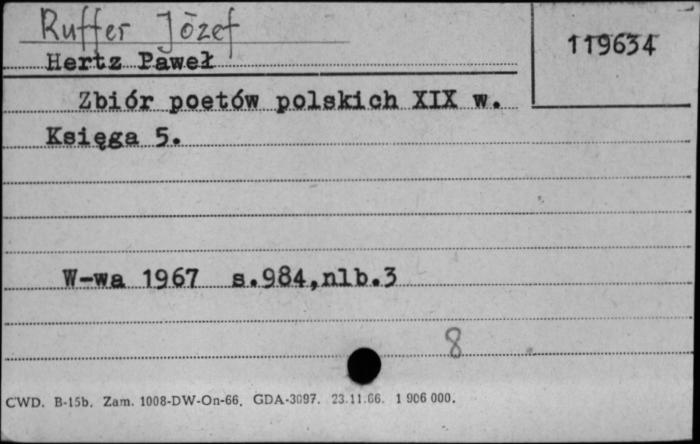 Ruffer Józef
119634
Hertz Paweł
Zbiór poetów polskich XIX w.
Księga 5.
W-wa 1967 s.984,nlb.3
8
CWD. B-15b. Zam. 1008-DW-On-66. GDA-3097. 23.11.66. 1 906 000.